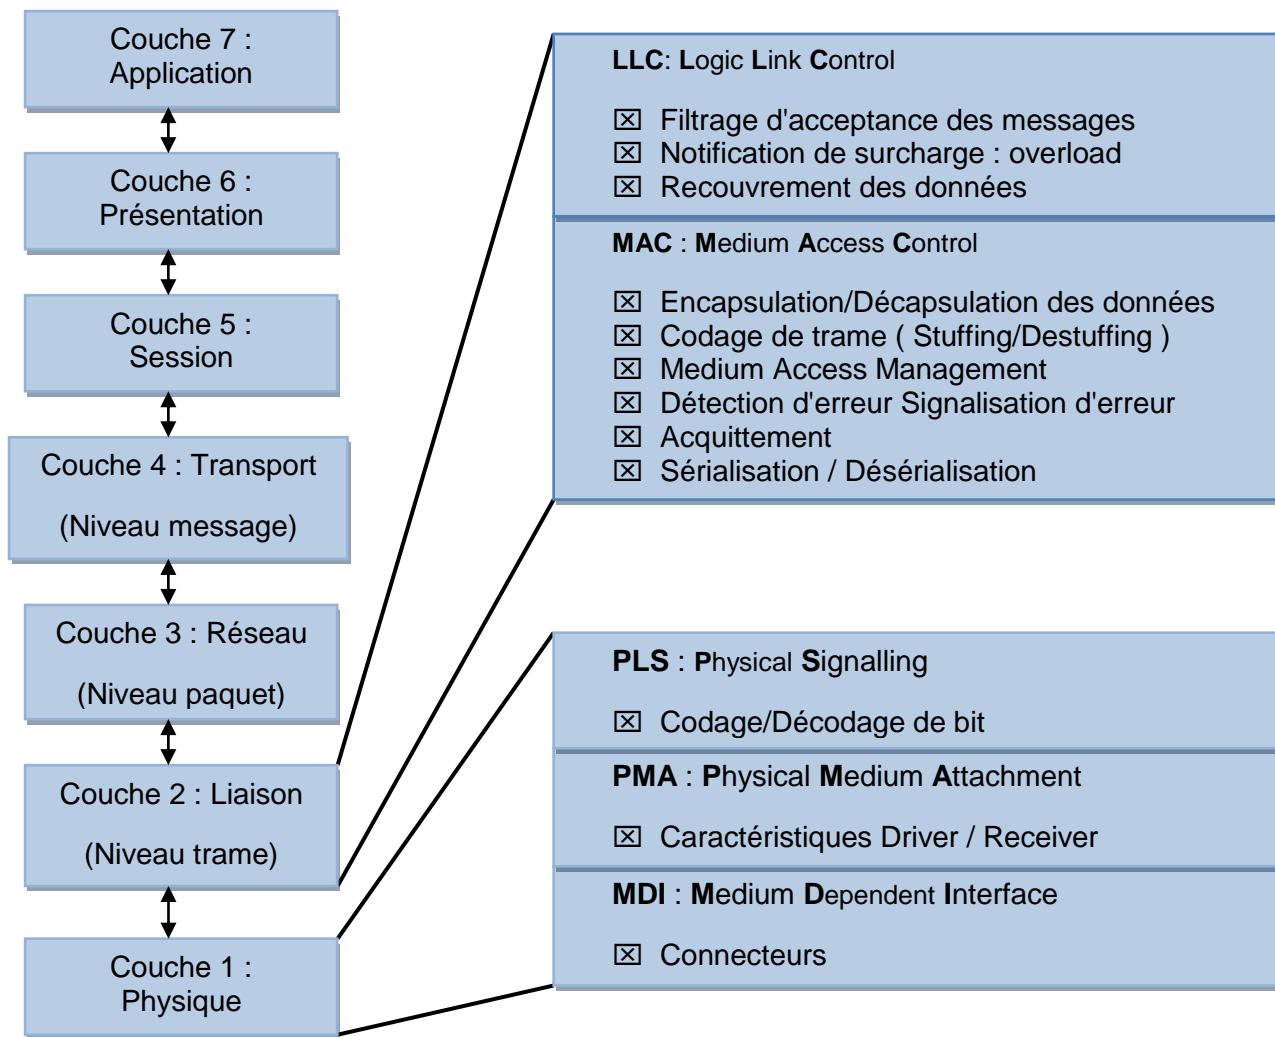 Couche 7 :
Application
Couche 6 :
Présentation
Couche 5 :
Session
Couche 4 : Transport
(Niveau message)
Couche 3 : Réseau
(Niveau paquet)
Couche 2 : Liaison
(Niveau trame)
Couche 1 :
Physique
LLC: Logic Link Control
☒ Filtrage d'acceptance des messages
☒ Notification de surcharge : overload
☒ Recouvrement des données
MAC : Medium Access Control
☒ Encapsulation/Décapsulation des données
☒ Codage de trame ( Stuffing/Destuffing )
☒ Medium Access Management
☒ Détection d'erreur Signalisation d'erreur
☒ Acquittement
☒ Sérialisation / Désérialisation
PLS : Physical Signalling
☒ Codage/Décodage de bit
PMA : Physical Medium Attachment
☒ Caractéristiques Driver / Receiver
MDI : Medium Dependent Interface
☒ Connecteurs